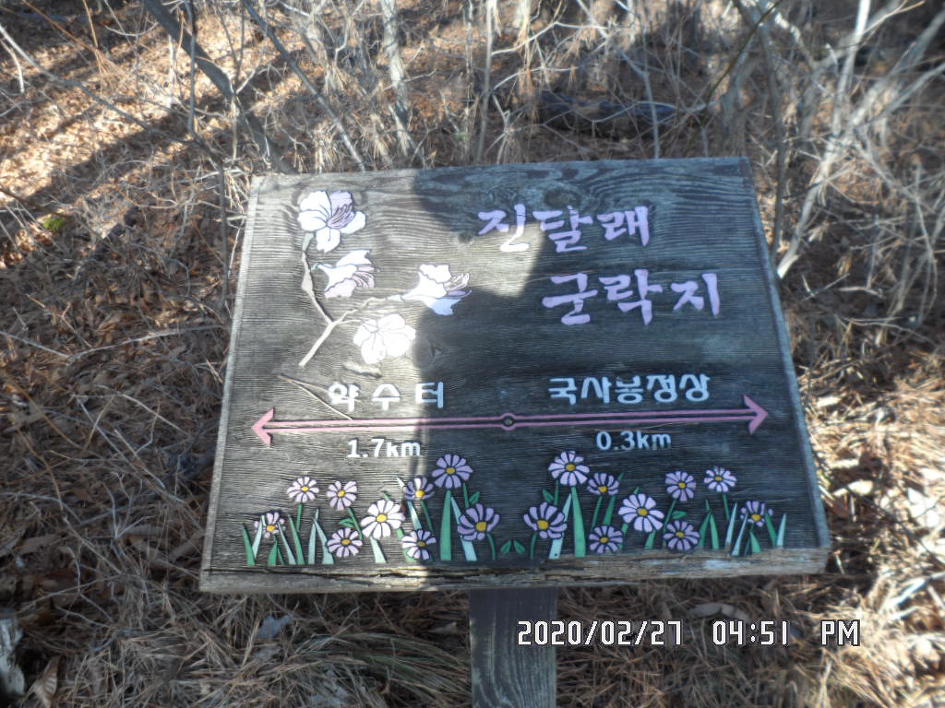 진달래
군락지
약수터 국사봉정상
1.7km 0.3km
2020/02/27 04:51 PM